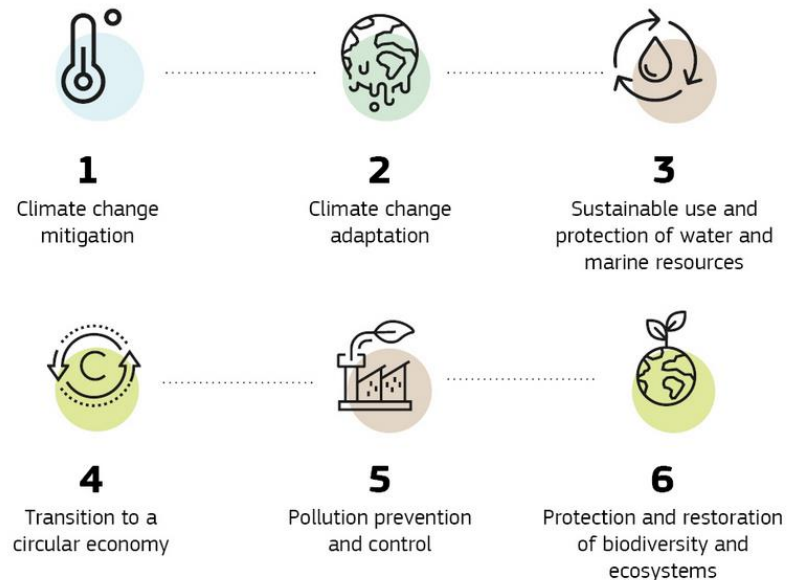 1
Climate change
mitigation
2
Climate change
adaptation
3
Sustainable use and
protection of water and
marine resources
C
4
Transition to a
circular economy
5
Pollution prevention
and control
6
Protection and restoration
of biodiversity and
ecosystems